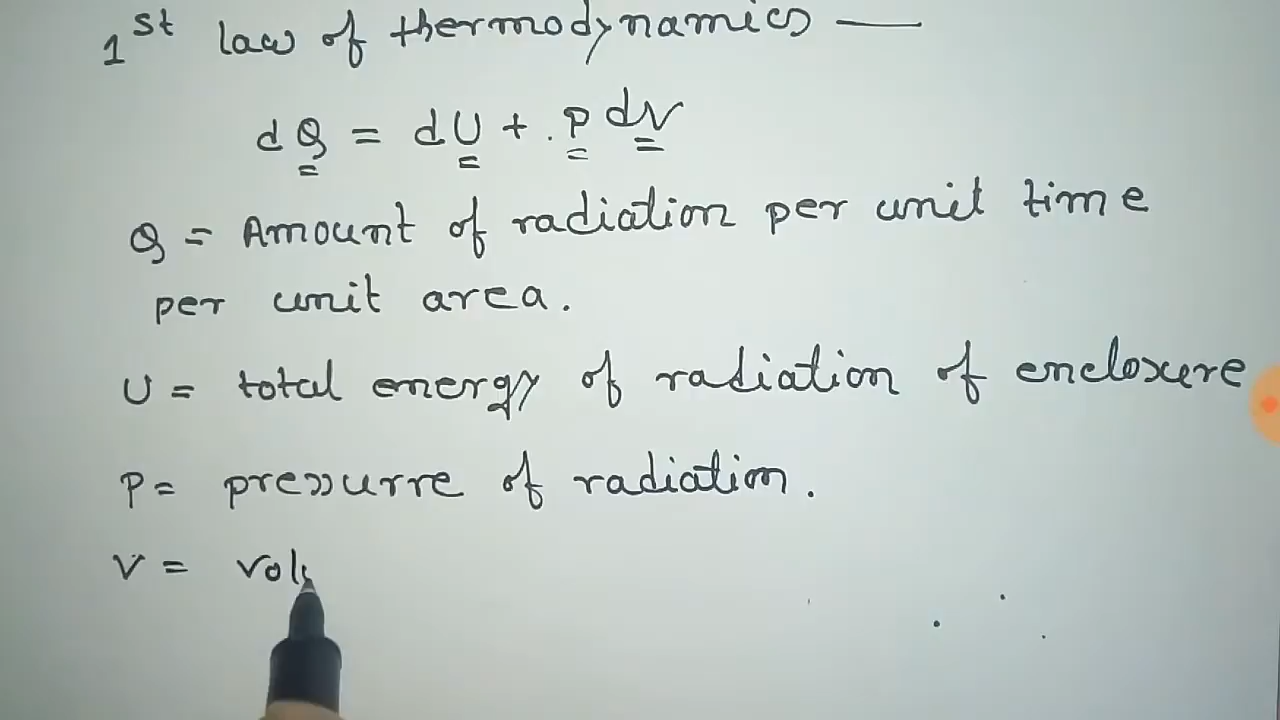 1st law of thermodynamics —
dQ = dU + . P dV
Q = Amount of radiation per unit time
per unit area.
U = total energy of radiation of encloxure
P = pressurre of radiation.
V = vol